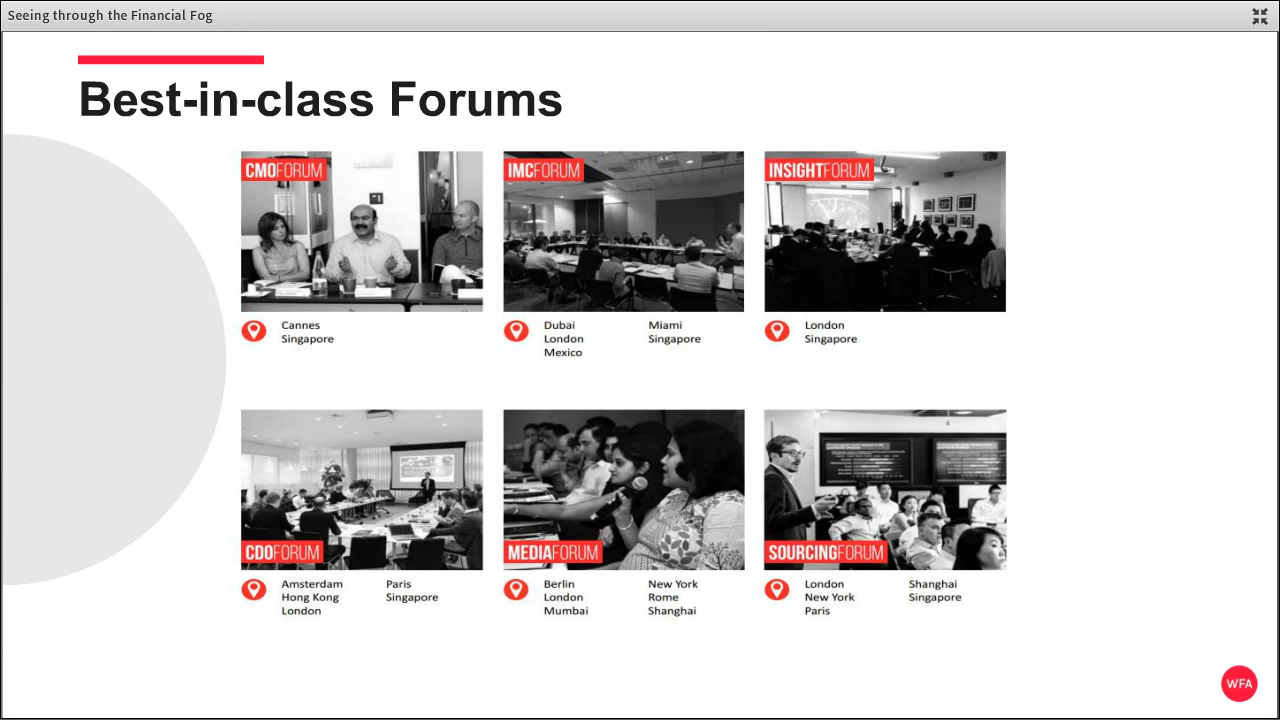 Seeing through the Financial Fog
Best-in-class Forums
CMOFORUM
IMCFORUM
INSIGHTFORUM
Cannes
Singapore
Dubai
London
Mexico
Miami
Singapore
London
Singapore
CDOFORUM
MEDIAFORUM
SOURCINGFORUM
Amsterdam
Hong Kong
London
Paris
Singapore
Berlin
London
Mumbai
New York
Rome
Shanghai
London
New York
Paris
Shanghai
Singapore
WFA